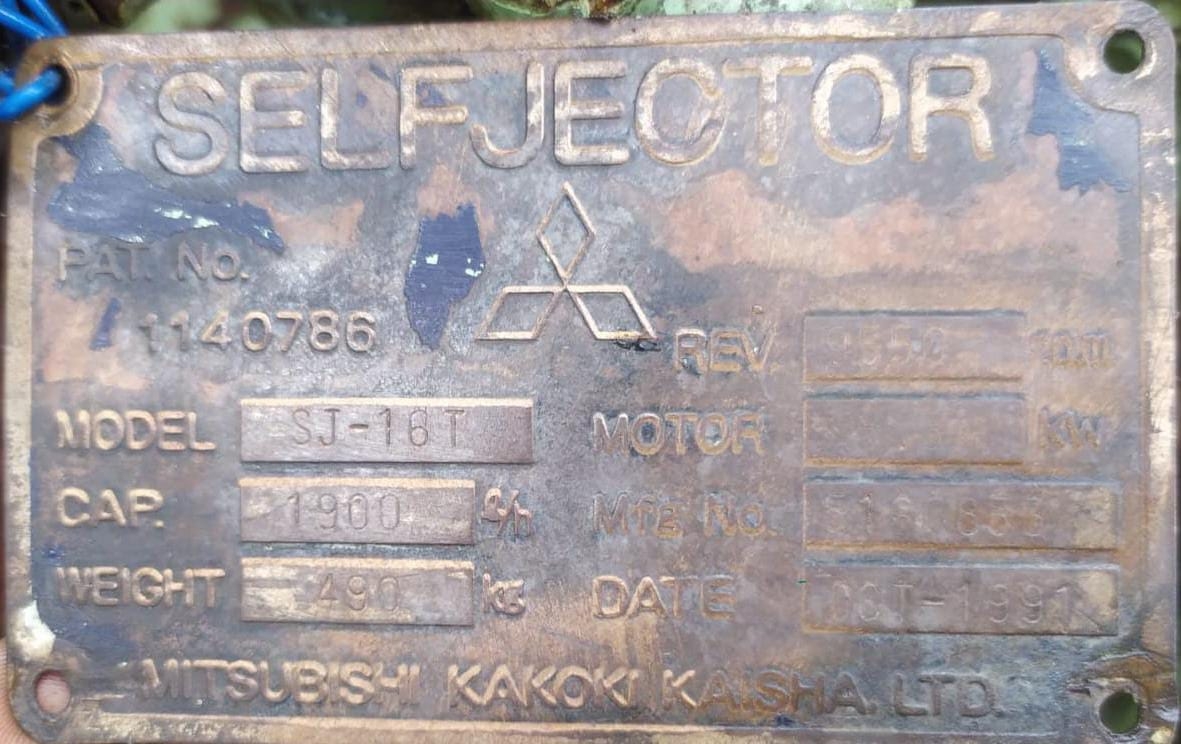 SELFJECTOR
PAT. No.
1140786
REV.
MODEL SJ-16T MOTOR KW
CAP. 1900 ℓ/h Mfg No.
WEIGHT 490 kg DATE OCT-1991
MITSUBISHI KAKOKI KAISHA. LTD.